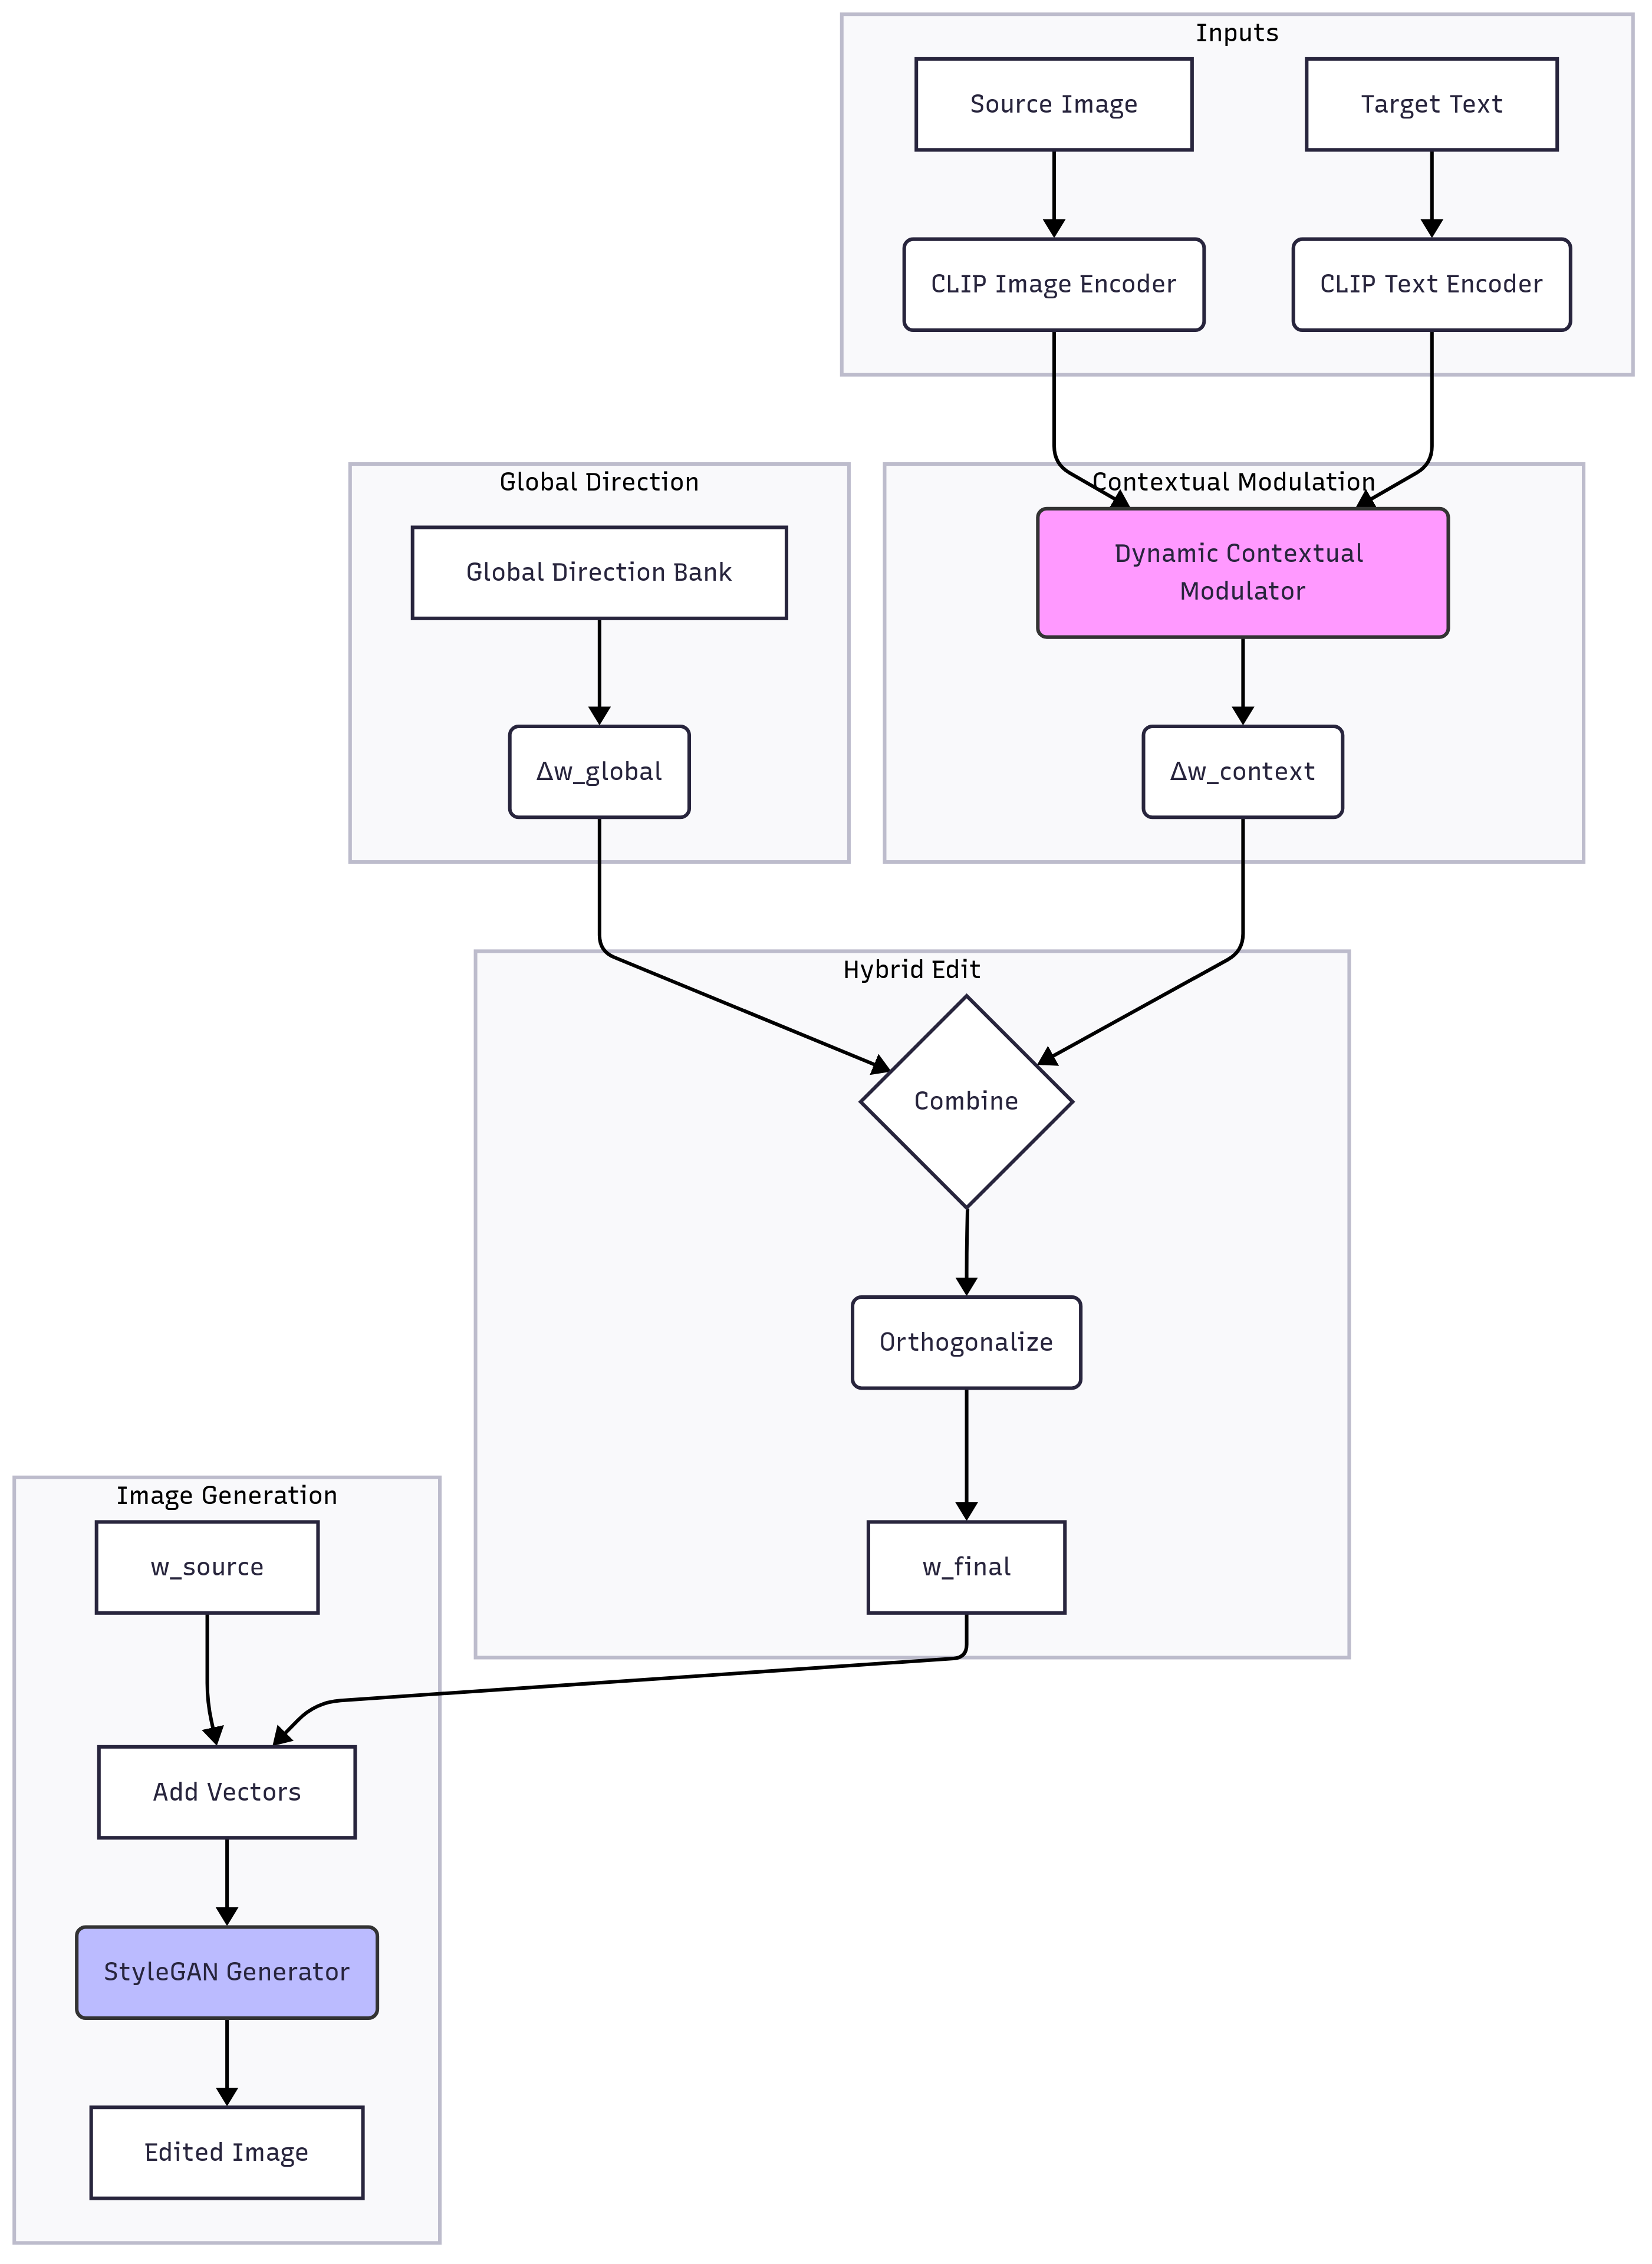 Inputs
Source Image
Target Text
CLIP Image Encoder
CLIP Text Encoder
Global Direction
Contextual Modulation
Global Direction Bank
Dynamic Contextual
Modulator
Δw_global
Δw_context
Hybrid Edit
Combine
Orthogonalize
w_final
Image Generation
w_source
Add Vectors
StyleGAN Generator
Edited Image